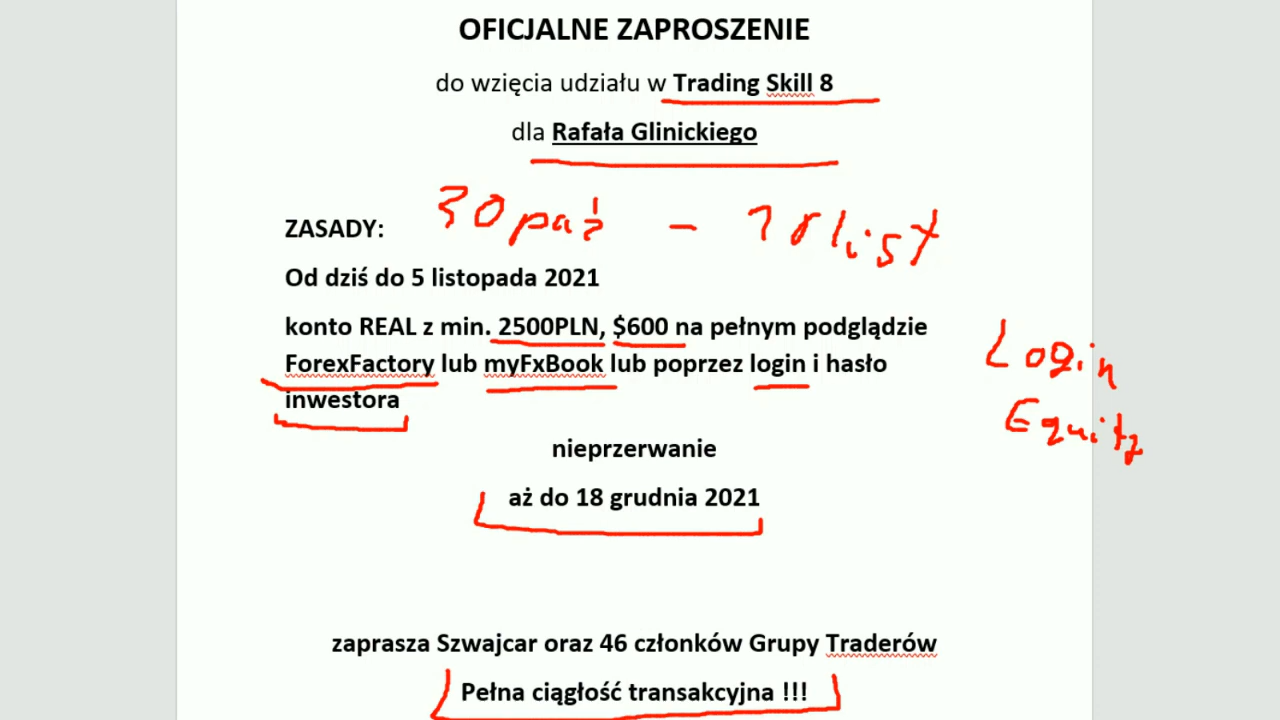 OFICJALNE ZAPROSZENIE
do wzięcia udziału w Trading Skill 8
dla Rafała Glinickiego
30 paź - 18 list
ZASADY:
Od dziś do 5 listopada 2021
konto REAL z min. 2500PLN, $600 na pełnym podglądzie
ForexFactory lub myFxBook lub poprzez login i hasło
inwestora
Login
Equity
nieprzerwanie
aż do 18 grudnia 2021
zaprasza Szwajcar oraz 46 członków Grupy Traderów
Pełna ciągłość transakcyjna !!!